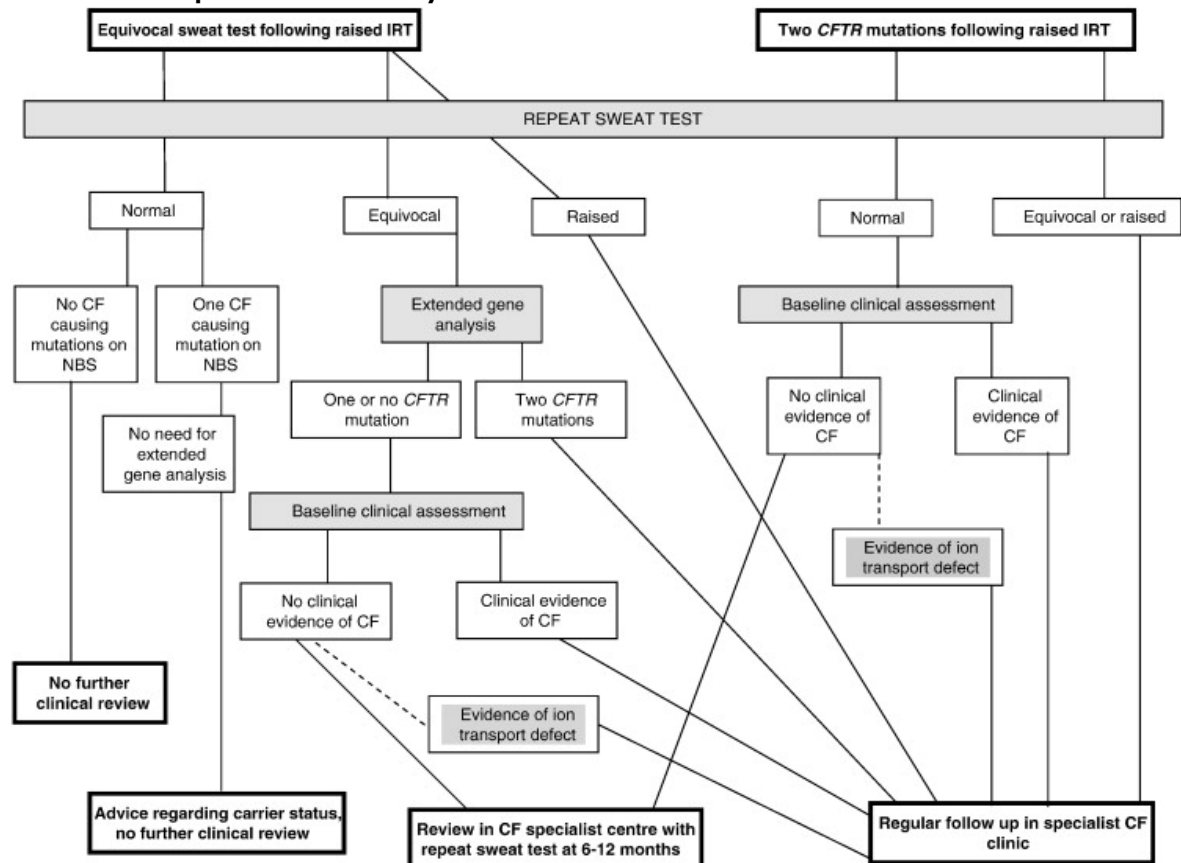 Equivocal sweat test following raised IRT
Two CFTR mutations following raised IRT
REPEAT SWEAT TEST
Normal
Equivocal
Raised
Normal
Equivocal or raised
No CF
causing
mutations on
NBS
One CF
causing
mutation on
NBS
Extended gene
analysis
Baseline clinical assessment
One or no CFTR
mutation
Two CFTR
mutations
No clinical
evidence of
CF
Clinical
evidence of
CF
No need for
extended
gene analysis
Baseline clinical assessment
Evidence of ion
transport defect
No clinical
evidence of CF
Clinical evidence
of CF
No further
clinical review
Evidence of ion
transport defect
Advice regarding carrier status,
no further clinical review
Review in CF specialist centre with
repeat sweat test at 6-12 months
Regular follow up in specialist CF
clinic